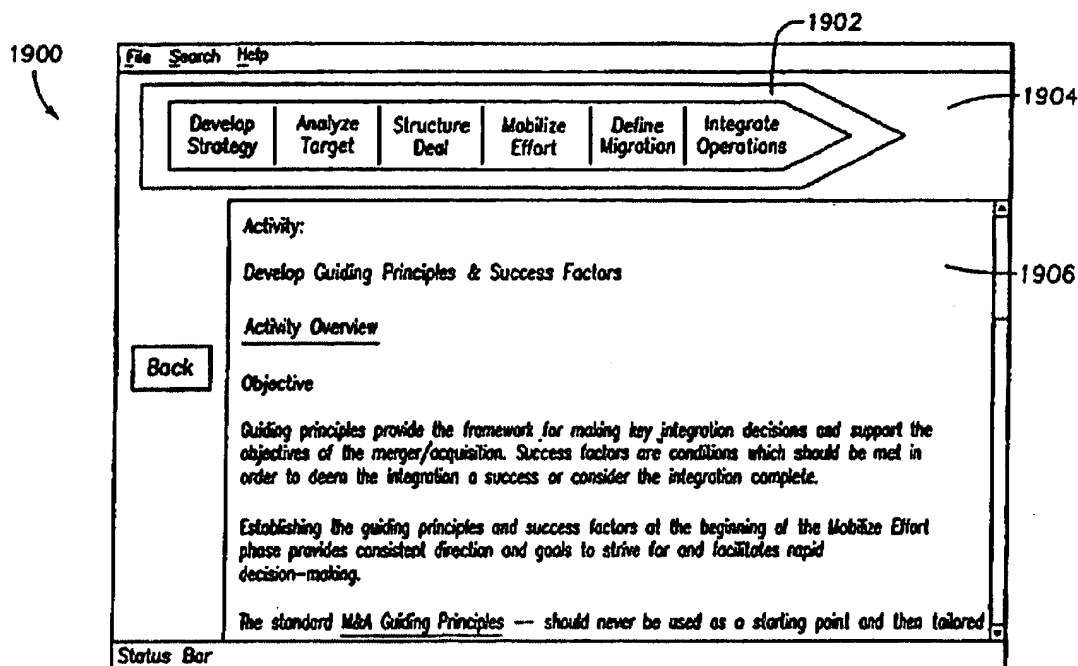 1902
1900
File Search Help
1904
Develop Strategy
Analyze Target
Structure Deal
Mobilize Effort
Define Migration
Integrate Operations
Activity:
Develop Guiding Principles & Success Factors
1906
Activity Overview
Back
Objective
Guiding principles provide the framework for making key integration decisions and support the
objectives of the merger/acquisition. Success factors are conditions which should be met in
order to deem the integration a success or consider the integration complete.
Establishing the guiding principles and success factors at the beginning of the Mobilize Effort
phase provides consistent direction and goals to strive for and facilitates rapid
decision-making.
The standard M&A Guiding Principles -- should never be used as a starting point and then tailored
Status Bar